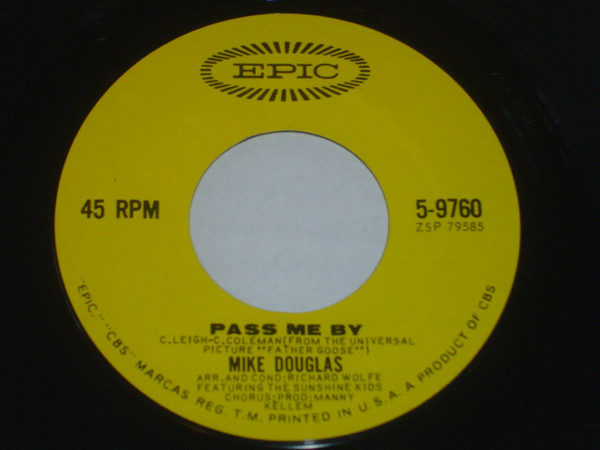 EPIC
45 RPM
5-9760
ZSP 79585
PASS ME BY
C.LEIGH-C.COLEMAN(FROM THE UNIVERSAL
PICTURE "FATHER GOOSE")
MIKE DOUGLAS
ARR.AND COND:RICHARD WOLFE
FEATURING THE SUNSHINE KIDS
CHORUS:PROD:MANNY
KELLEM
"EPIC," "CBS" MARCAS REG. T.M. PRINTED IN U.S.A. A PRODUCT OF CBS